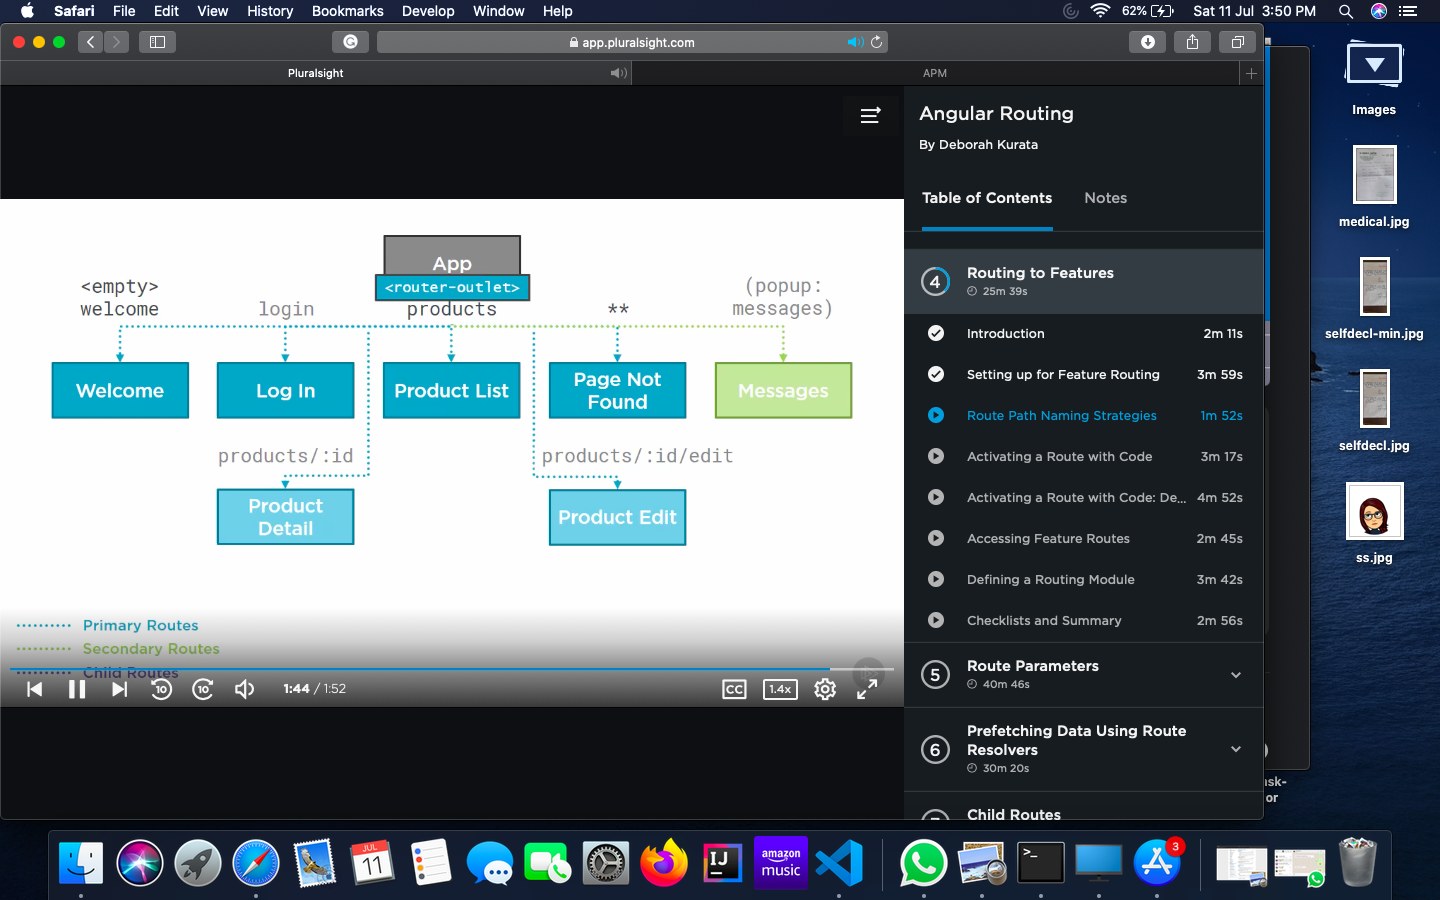 Safari File Edit View History Bookmarks Develop Window Help
62% Sat 11 Jul 3:50 PM
app.pluralsight.com
Pluralsight
APM
Angular Routing
By Deborah Kurata
Table of Contents Notes
4 Routing to Features
25m 39s
Introduction 2m 11s
Setting up for Feature Routing 3m 59s
Route Path Naming Strategies 1m 52s
Activating a Route with Code 3m 17s
Activating a Route with Code: De... 4m 52s
Accessing Feature Routes 2m 45s
Defining a Routing Module 3m 42s
Checklists and Summary 2m 56s
5 Route Parameters
40m 46s
6 Prefetching Data Using Route
Resolvers
30m 20s
Child Routes
App
<router-outlet>
<empty>
welcome
login
products
**
(popup:
messages)
Welcome
Log In
Product List
Page Not
Found
Messages
products/:id
products/:id/edit
Product
Detail
Product Edit
Primary Routes
Secondary Routes
Child Routes
10
10
1:44 / 1:52
CC
1.4x
Images
medical.jpg
selfdecl-min.jpg
selfdecl.jpg
ss.jpg
JUL
11
IJ
amazon
music
>_
3